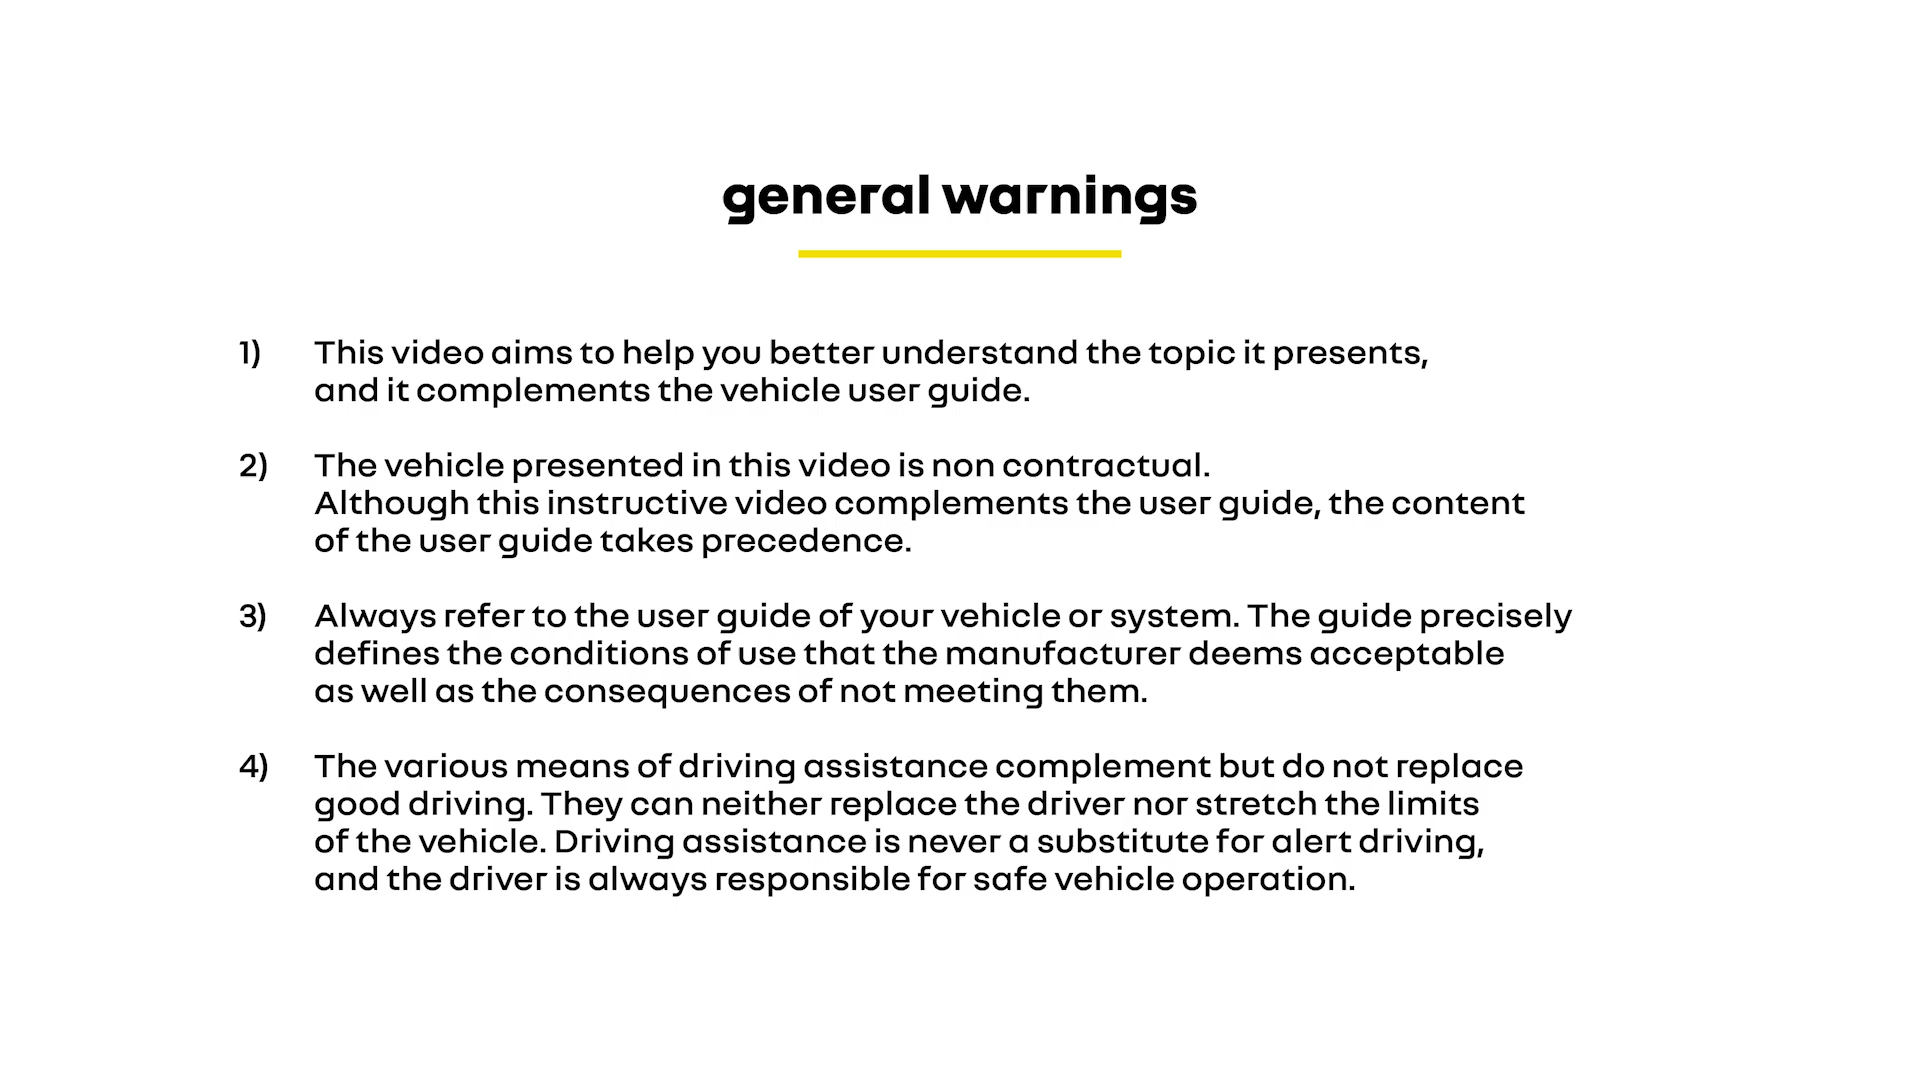 general warnings
1) This video aims to help you better understand the topic it presents,
and it complements the vehicle user guide.
2) The vehicle presented in this video is non contractual.
Although this instructive video complements the user guide, the content
of the user guide takes precedence.
3) Always refer to the user guide of your vehicle or system. The guide precisely
defines the conditions of use that the manufacturer deems acceptable
as well as the consequences of not meeting them.
4) The various means of driving assistance complement but do not replace
good driving. They can neither replace the driver nor stretch the limits
of the vehicle. Driving assistance is never a substitute for alert driving,
and the driver is always responsible for safe vehicle operation.